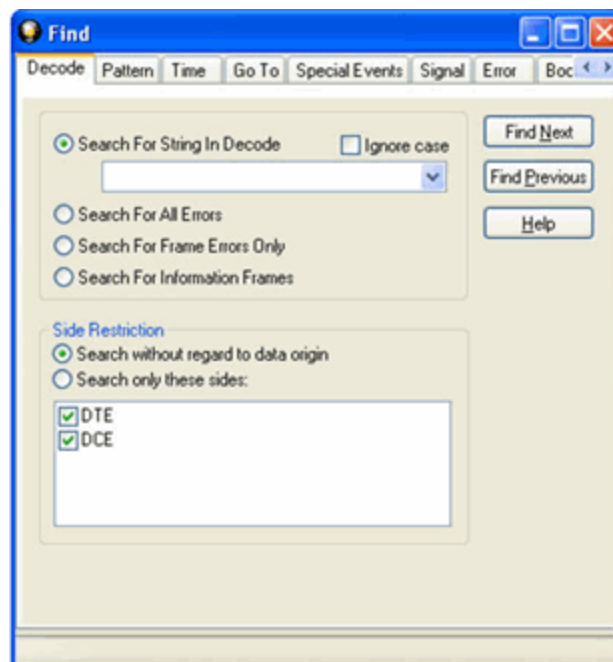 Find
Decode Pattern Time Go To Special Events Signal Error
Search For String In Decode Ignore case Find Next
Find Previous
Search For All Errors Help
Search For Frame Errors Only
Search For Information Frames
Side Restriction
Search without regard to data origin
Search only these sides:
DTE
DCE